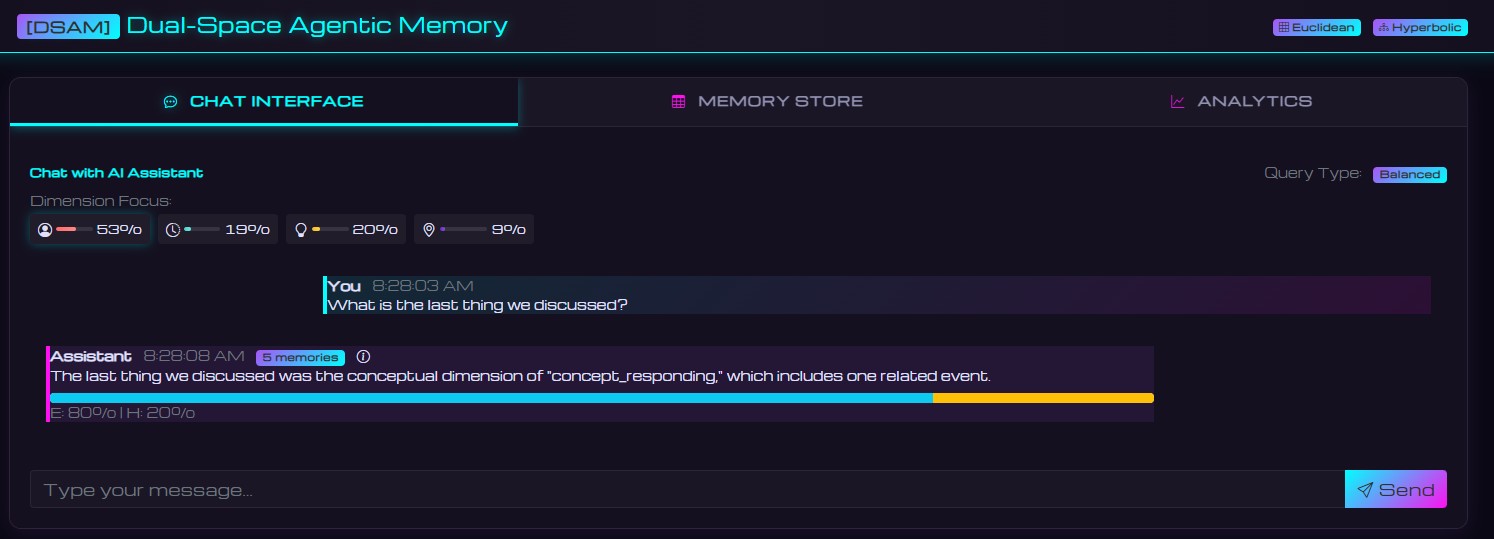 [DSAM] Dual-Space Agentic Memory
Euclidean Hyperbolic
CHAT INTERFACE
MEMORY STORE
ANALYTICS
Chat with AI Assistant
Query Type: Balanced
Dimension Focus:
53% 19% 20% 9%
You 8:28:03 AM
What is the last thing we discussed?
Assistant 8:28:08 AM 5 memories
The last thing we discussed was the conceptual dimension of "concept_responding," which includes one related event.
E: 80% | H: 20%
Type your message...
Send